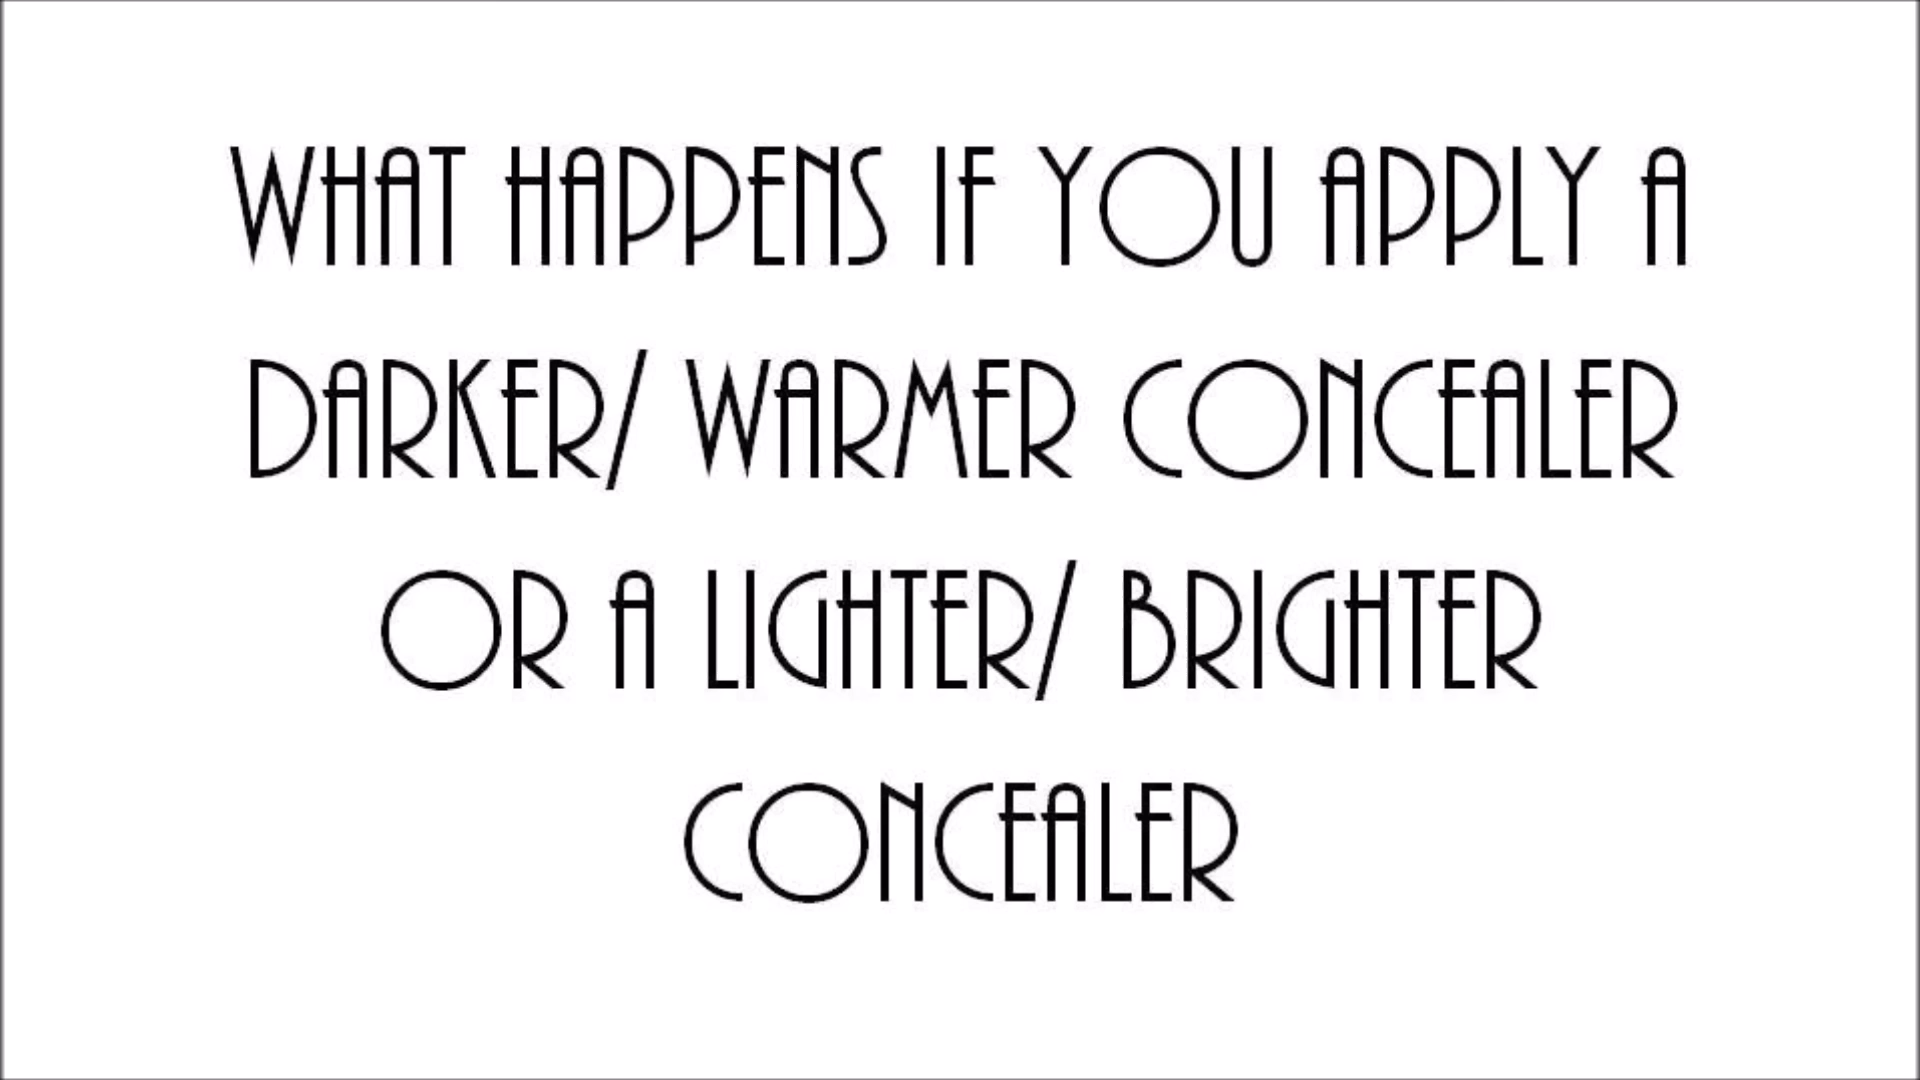 WHAT HAPPENS IF YOU APPLY A
DARKER/ WARMER CONCEALER
OR A LIGHTER/ BRIGHTER
CONCEALER